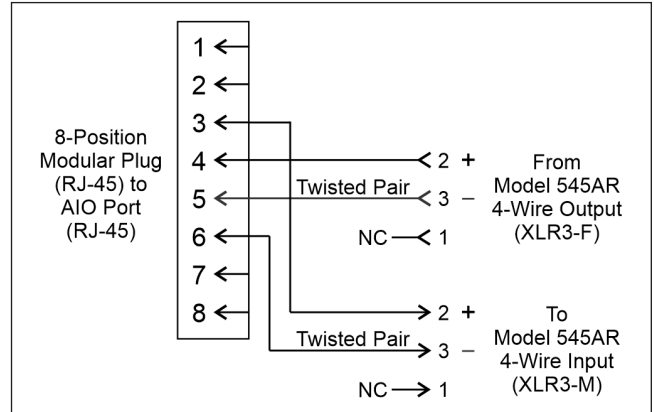 8-Position
Modular Plug
(RJ-45) to
AIO Port
(RJ-45)
1
2
3
4
5
6
7
8
Twisted Pair
2 +
3 –
NC 1
From
Model 545AR
4-Wire Output
(XLR3-F)
Twisted Pair
2 +
3 –
NC 1
To
Model 545AR
4-Wire Input
(XLR3-M)